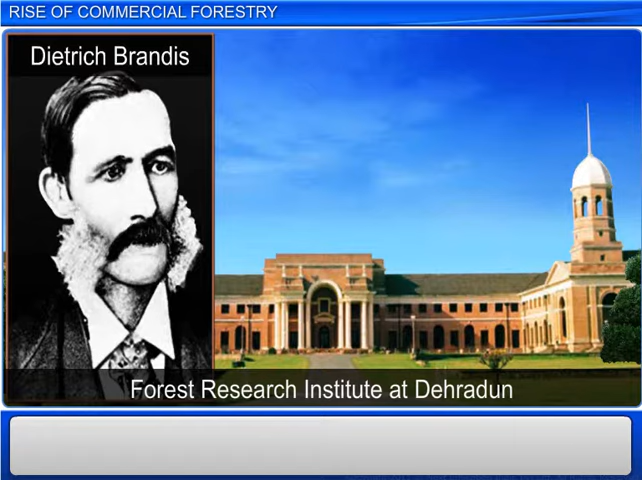 RISE OF COMMERCIAL FORESTRY
Dietrich Brandis
Forest Research Institute at Dehradun